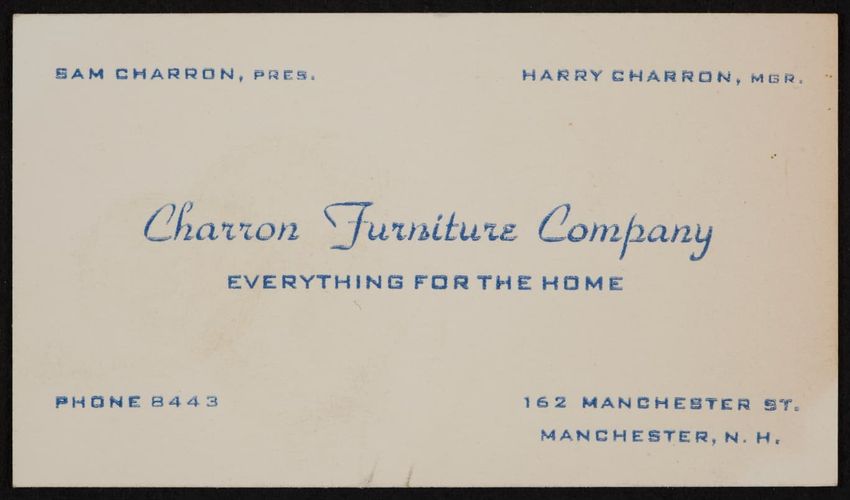 SAM CHARRON, PRES.
HARRY CHARRON, MGR.
Charron Furniture Company
EVERYTHING FOR THE HOME
PHONE 8443
162 MANCHESTER ST.
MANCHESTER, N. H.